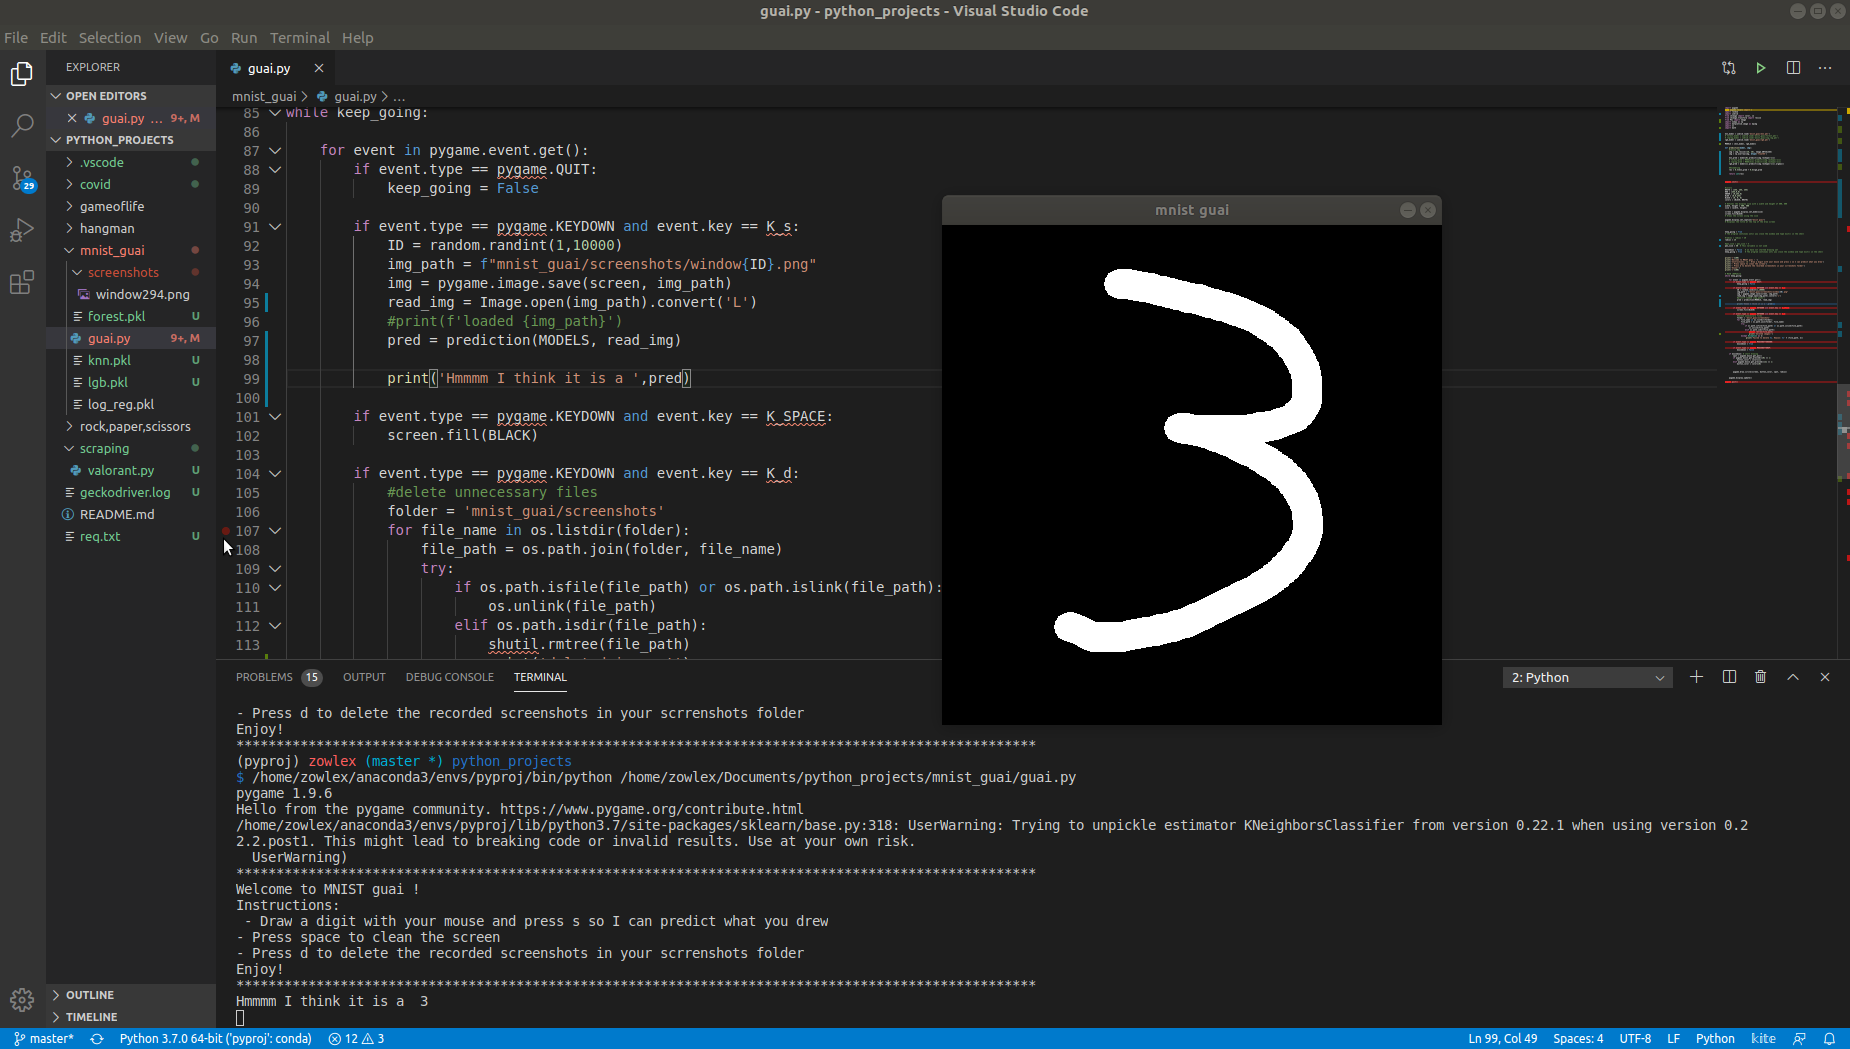 guai.py - python_projects - Visual Studio Code
File Edit Selection View Go Run Terminal Help
EXPLORER
OPEN EDITORS
guai.py ... 9+, M
PYTHON_PROJECTS
.vscode
covid
gameoflife
hangman
mnist_guai
screenshots
window294.png
forest.pkl U
guai.py 9+, M
knn.pkl U
lgb.pkl U
log_reg.pkl
rock,paper,scissors
scraping
valorant.py U
geckodriver.log U
README.md
req.txt U
OUTLINE
TIMELINE
29
guai.py
mnist_guai > guai.py > ...
85 while keep_going:
86
87 for event in pygame.event.get():
88 if event.type == pygame.QUIT:
89 keep_going = False
90
91 if event.type == pygame.KEYDOWN and event.key == K_s:
92 ID = random.randint(1,10000)
93 img_path = f"mnist_guai/screenshots/window{ID}.png"
94 img = pygame.image.save(screen, img_path)
95 read_img = Image.open(img_path).convert('L')
96 #print(f'loaded {img_path}')
97 pred = prediction(MODELS, read_img)
98
99 print('Hmmmm I think it is a ',pred)
100
101 if event.type == pygame.KEYDOWN and event.key == K_SPACE:
102 screen.fill(BLACK)
103
104 if event.type == pygame.KEYDOWN and event.key == K_d:
105 #delete unnecessary files
106 folder = 'mnist_guai/screenshots'
107 for file_name in os.listdir(folder):
108 file_path = os.path.join(folder, file_name)
109 try:
110 if os.path.isfile(file_path) or os.path.islink(file_path):
111 os.unlink(file_path)
112 elif os.path.isdir(file_path):
113 shutil.rmtree(file_path)
mnist guai
3
PROBLEMS 15 OUTPUT DEBUG CONSOLE TERMINAL
2: Python
- Press d to delete the recorded screenshots in your scrrenshots folder
Enjoy!
****************************************************************************************************
(pyproj) zowlex (master *) python_projects
$ /home/zowlex/anaconda3/envs/pyproj/bin/python /home/zowlex/Documents/python_projects/mnist_guai/guai.py
pygame 1.9.6
Hello from the pygame community. https://www.pygame.org/contribute.html
/home/zowlex/anaconda3/envs/pyproj/lib/python3.7/site-packages/sklearn/base.py:318: UserWarning: Trying to unpickle estimator KNeighborsClassifier from version 0.22.1 when using version 0.2
2.2.post1. This might lead to breaking code or invalid results. Use at your own risk.
UserWarning)
****************************************************************************************************
Welcome to MNIST guai !
Instructions:
- Draw a digit with your mouse and press s so I can predict what you drew
- Press space to clean the screen
- Press d to delete the recorded screenshots in your scrrenshots folder
Enjoy!
****************************************************************************************************
Hmmmm I think it is a  3
master* Python 3.7.0 64-bit ('pyproj': conda) 12 3 Ln 99, Col 49 Spaces: 4 UTF-8 LF Python kite